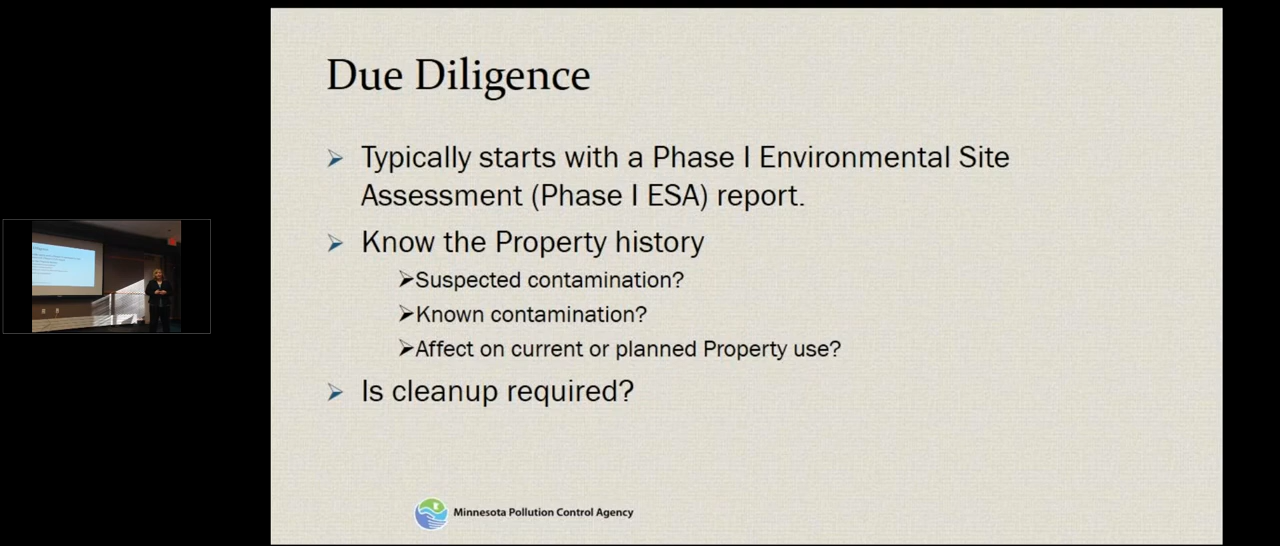 Due Diligence
Typically starts with a Phase I Environmental Site
Assessment (Phase I ESA) report.
Know the Property history
Suspected contamination?
Known contamination?
Affect on current or planned Property use?
Is cleanup required?
Minnesota Pollution Control Agency